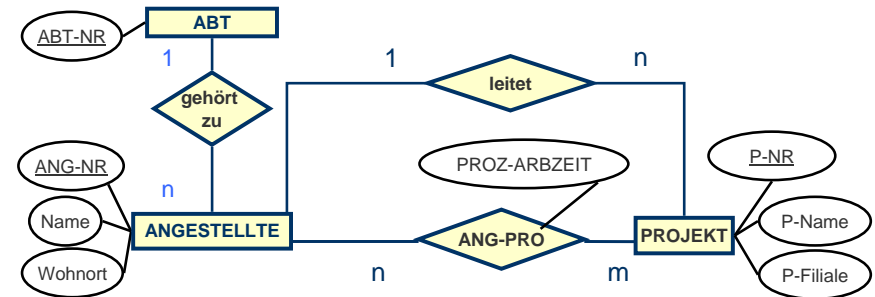 ABT
ABT-NR
1
1
n
leitet
gehört
zu
PROZ-ARBZEIT
P-NR
ANG-NR
n
Name
ANGESTELLTE
ANG-PRO
PROJEKT
P-Name
Wohnort
n
m
P-Filiale